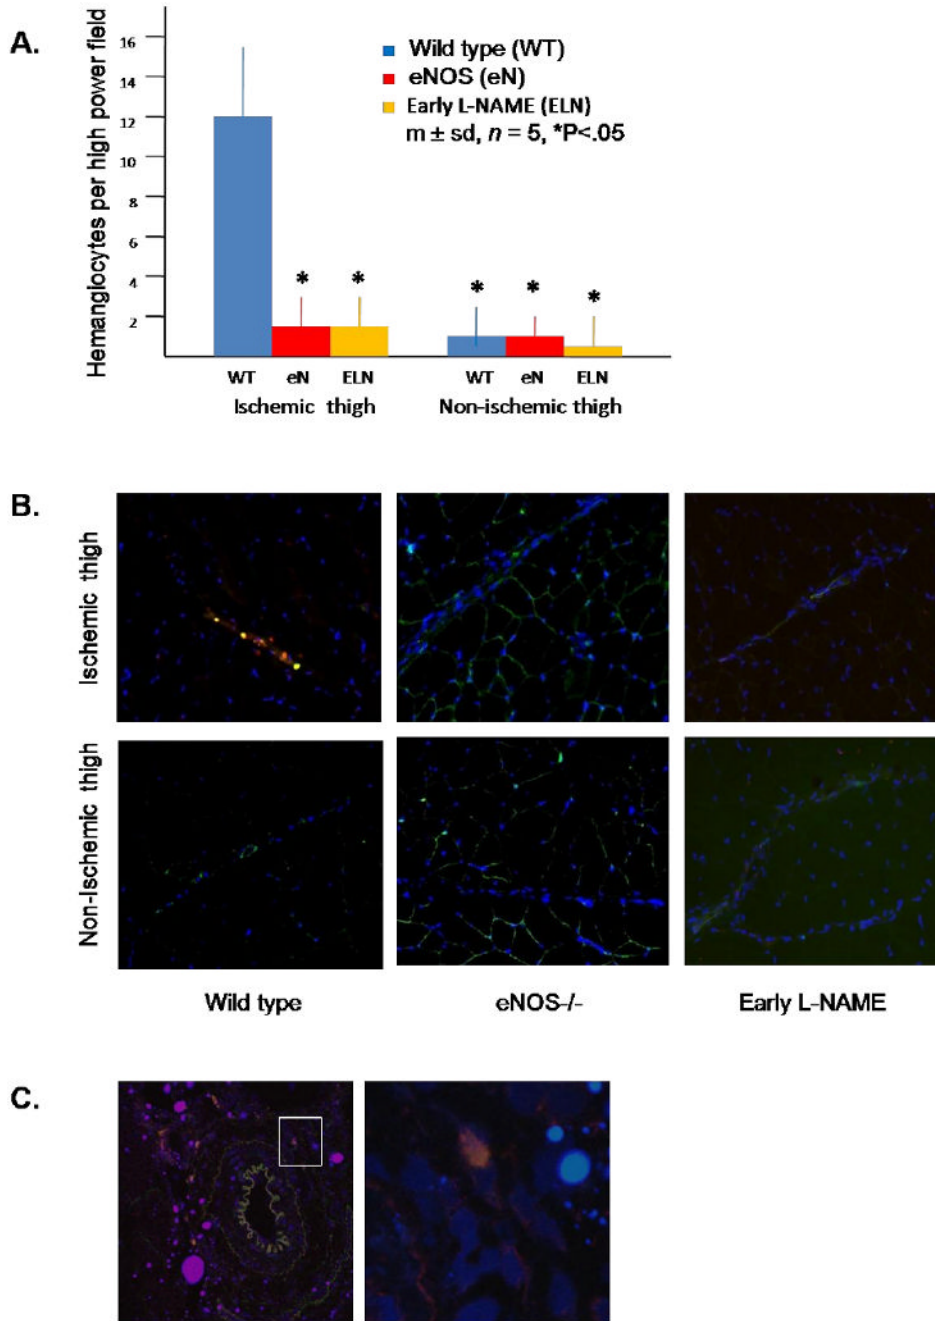 A.
Hemangiocytes per high power field
16
14
12
10
8
6
4
2
Wild type (WT)
eNOS (eN)
Early L-NAME (ELN)
m ± sd, n = 5, *P<.05
*
*
*
*
*
WT
eN
ELN
WT
eN
ELN
Ischemic thigh
Non-ischemic thigh
B.
Ischemic thigh
Non-Ischemic thigh
Wild type
eNOS-/-
Early L-NAME
C.